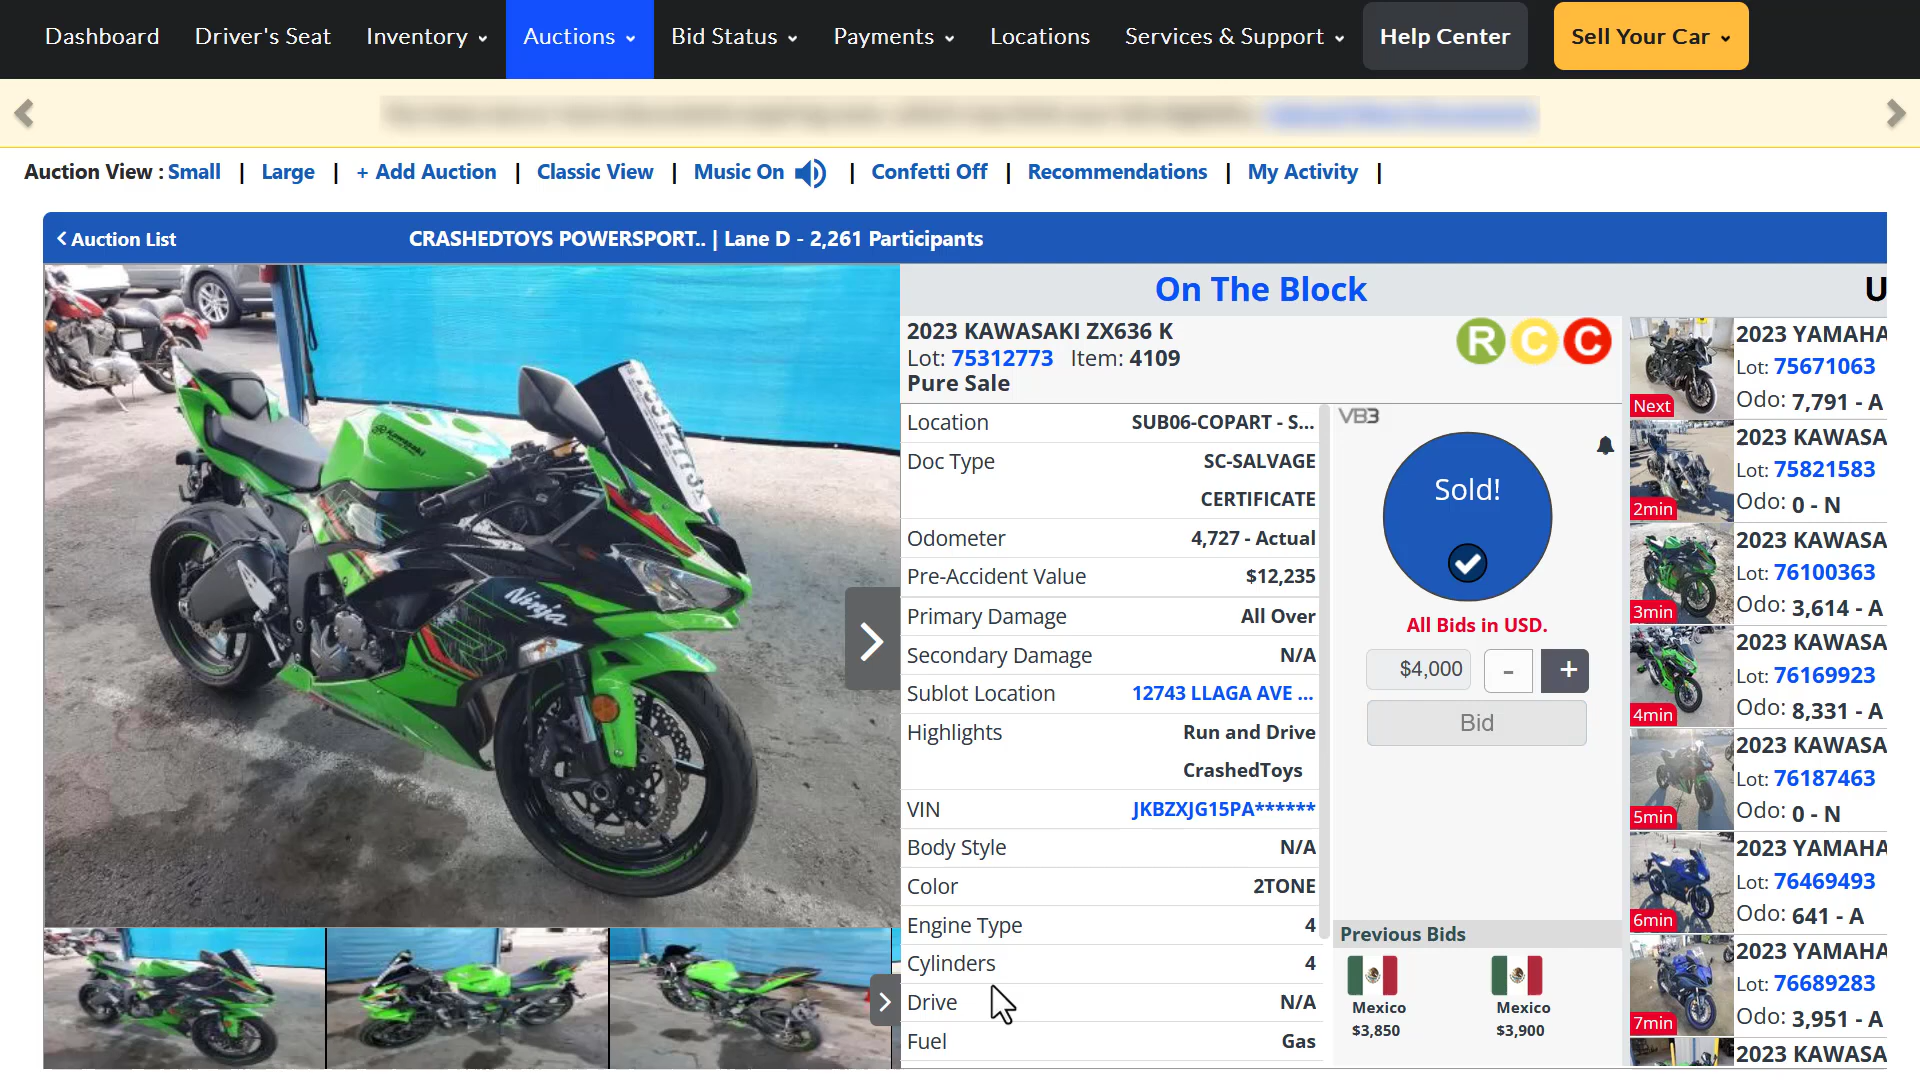 Dashboard Driver's Seat Inventory Auctions Bid Status Payments Locations Services & Support Help Center Sell Your Car
Auction View : Small | Large | + Add Auction | Classic View | Music On | Confetti Off | Recommendations | My Activity |
Auction List
CRASHEDTOYS POWERSPORT.. | Lane D - 2,261 Participants
On The Block
U
2023 KAWASAKI ZX636 K
Lot: 75312773 Item: 4109
Pure Sale
R C C
Location SUB06-COPART - S...
Doc Type SC-SALVAGE
CERTIFICATE
Odometer 4,727 - Actual
Pre-Accident Value $12,235
Primary Damage All Over
Secondary Damage N/A
Sublot Location 12743 LLAGA AVE ...
Highlights Run and Drive
CrashedToys
VIN JKBZXJG15PA******
Body Style N/A
Color 2TONE
Engine Type 4
Cylinders 4
Drive N/A
Fuel Gas
VB3
Sold!
All Bids in USD.
$4,000 - +
Bid
Previous Bids
Mexico
$3,850
Mexico
$3,900
2023 YAMAHA
Lot: 75671063
Odo: 7,791 - A
Next
2023 KAWASA
Lot: 75821583
Odo: 0 - N
2min
2023 KAWASA
Lot: 76100363
Odo: 3,614 - A
3min
2023 KAWASA
Lot: 76169923
Odo: 8,331 - A
4min
2023 KAWASA
Lot: 76187463
Odo: 0 - N
5min
2023 YAMAHA
Lot: 76469493
Odo: 641 - A
6min
2023 YAMAHA
Lot: 76689283
Odo: 3,951 - A
7min
2023 KAWASA
Kawasaki
Ninja